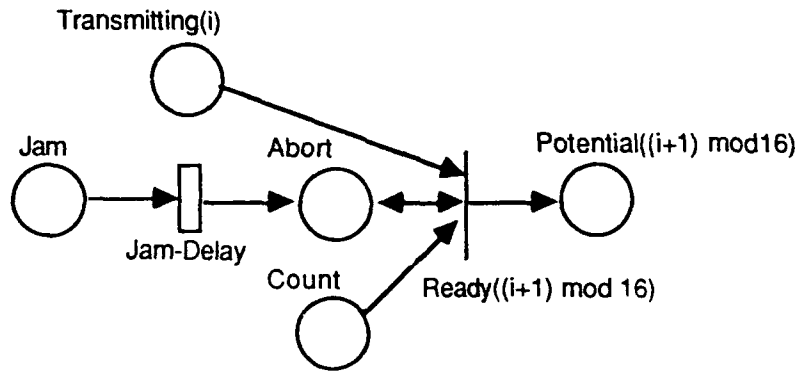 Transmitting(i)
Jam
Abort
Potential((i+1) mod16)
Jam-Delay
Count
Ready((i+1) mod 16)